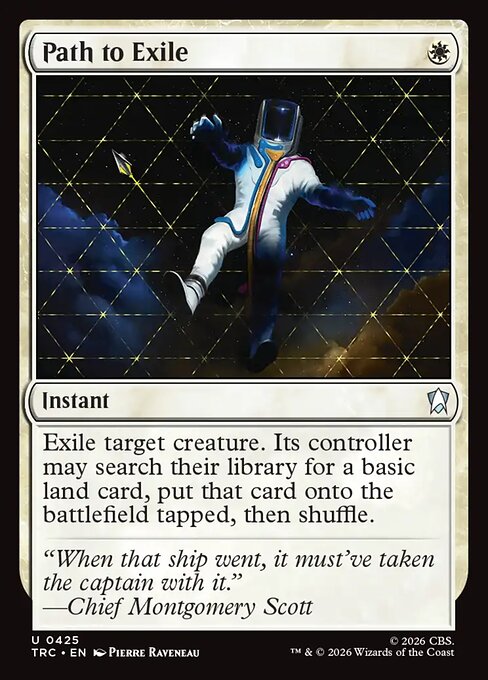 Path to Exile
Instant
Exile target creature. Its controller
may search their library for a basic
land card, put that card onto the
battlefield tapped, then shuffle.
“When that ship went, it must’ve taken
the captain with it.”
—Chief Montgomery Scott
U 0425
© 2026 CBS.
TRC • EN Pierre Raveneau
™ & © 2026 Wizards of the Coast